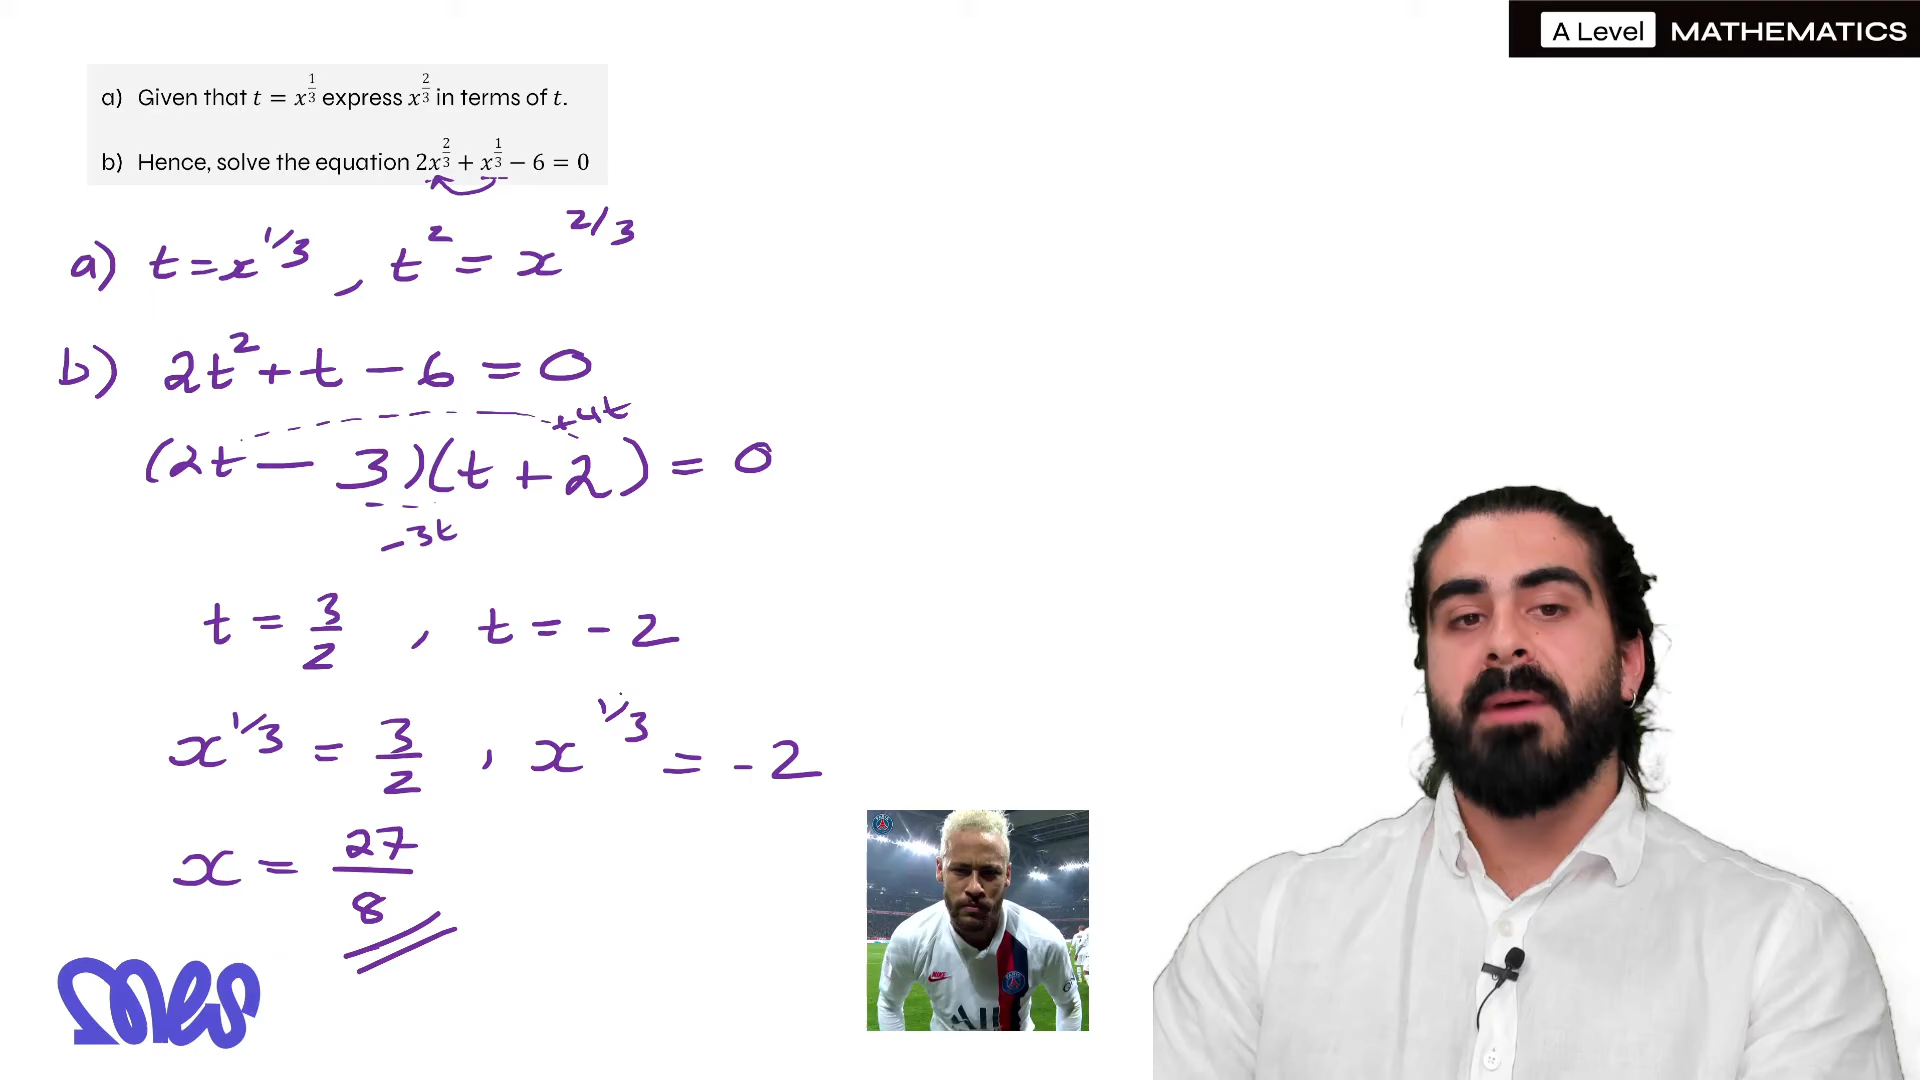 A Level MATHEMATICS
a) Given that t = x^{1/3} express x^{2/3} in terms of t.
b) Hence, solve the equation 2x^{2/3} + x^{1/3} − 6 = 0
a) t = x^{1/3} , t^2 = x^{2/3}
b) 2t^2 + t − 6 = 0
+4t
(2t − 3)(t + 2) = 0
−3t
t = 3/2 , t = −2
x^{1/3} = 3/2 , x^{1/3} = −2
x = 27/8
mes